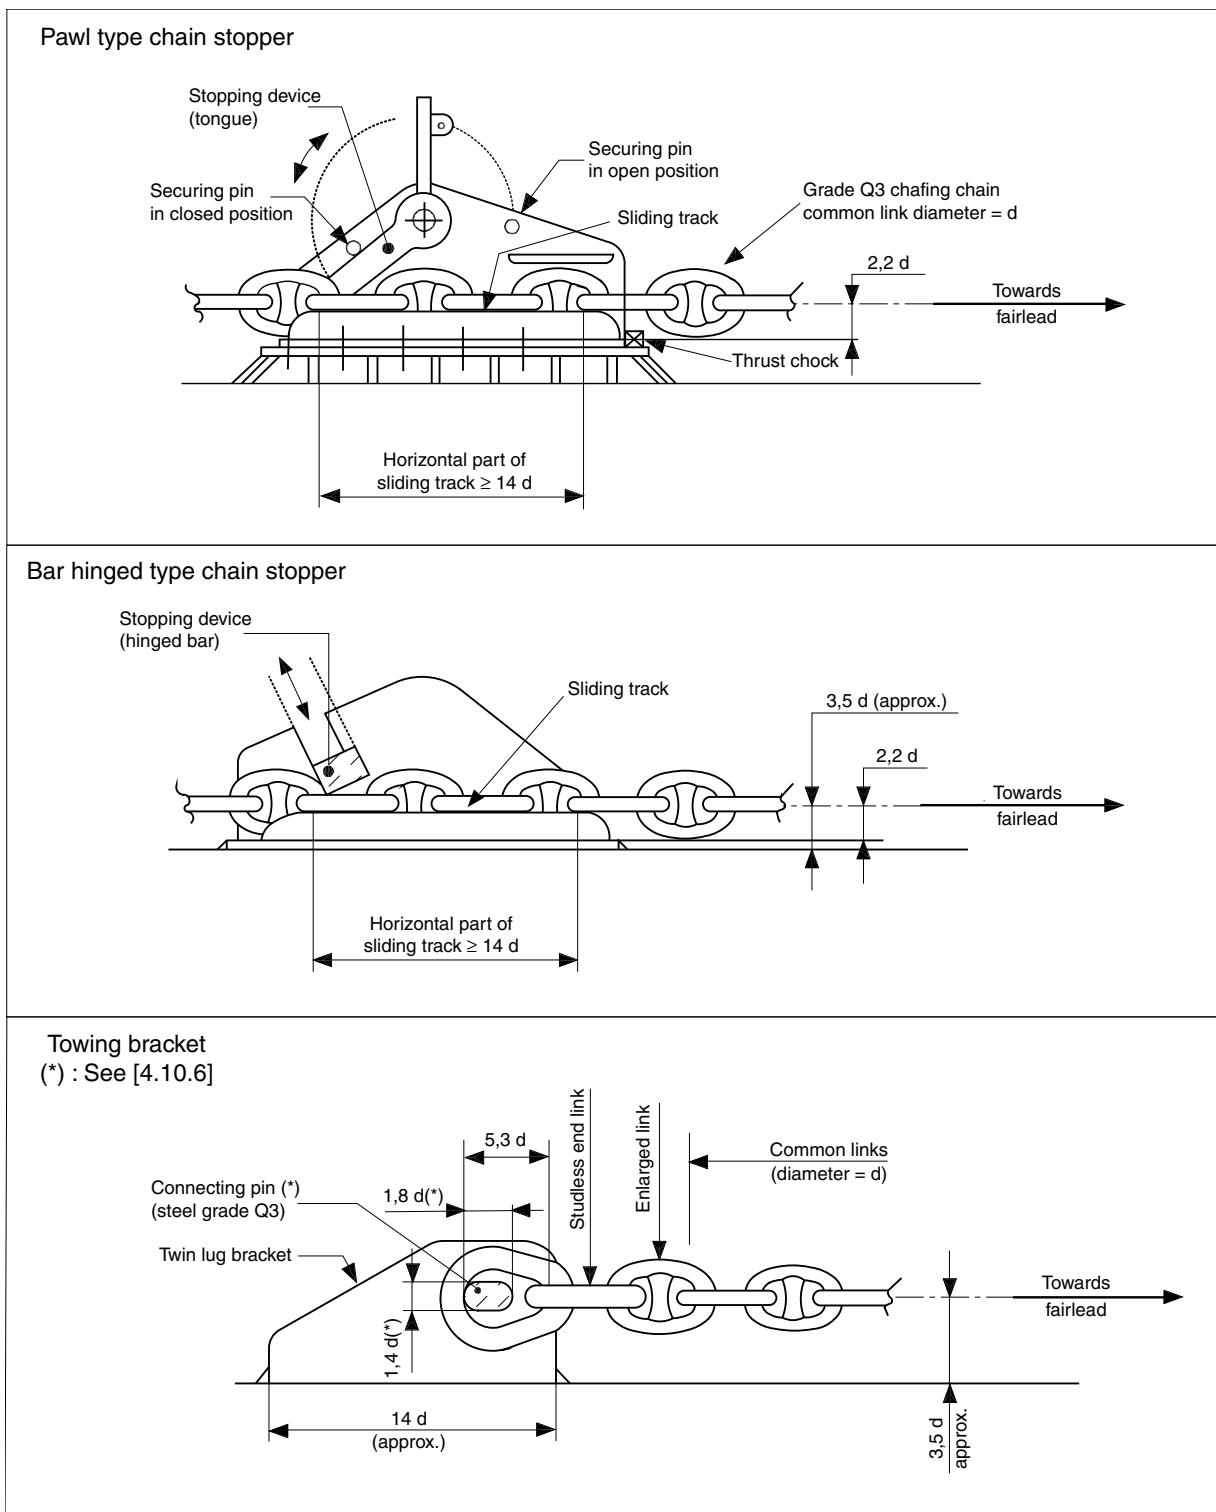 Pawl type chain stopper
Stopping device
(tongue)
Securing pin
in closed position
Securing pin
in open position
Sliding track
Grade Q3 chafing chain
common link diameter = d
2,2 d
Towards
fairlead
Thrust chock
Horizontal part of
sliding track ≥ 14 d
Bar hinged type chain stopper
Stopping device
(hinged bar)
Sliding track
3,5 d (approx.)
2,2 d
Towards
fairlead
Horizontal part of
sliding track ≥ 14 d
Towing bracket
(*) : See [4.10.6]
5,3 d
1,8 d(*)
Connecting pin (*)
(steel grade Q3)
Twin lug bracket
1,4 d(*)
Studless end link
Enlarged link
Common links
(diameter = d)
Towards
fairlead
14 d
(approx.)
3,5 d
approx.